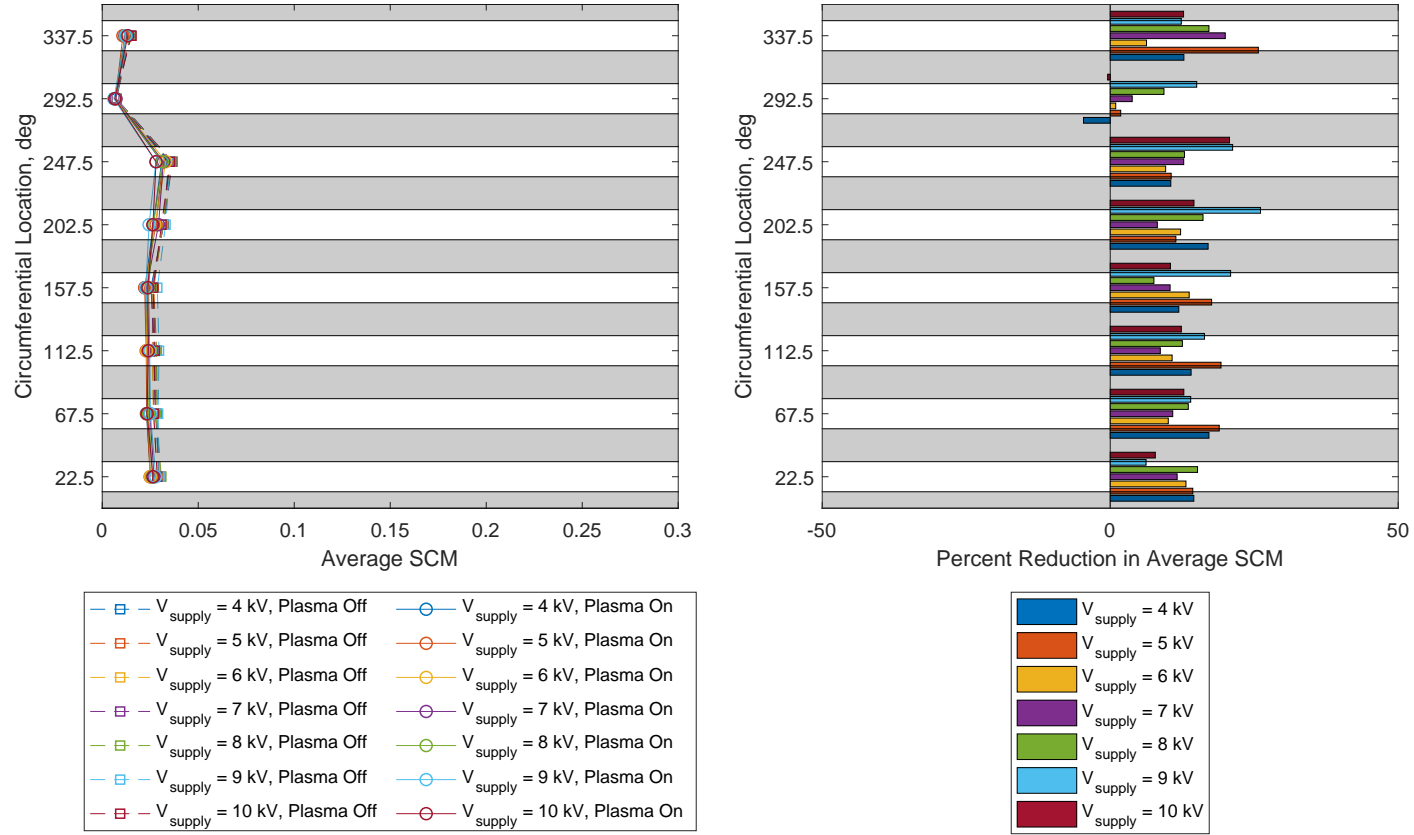 337.5
292.5
247.5
202.5
157.5
112.5
67.5
22.5
Circumferential Location, deg
0 0.05 0.1 0.15 0.2 0.25 0.3
Average SCM
V_supply = 4 kV, Plasma Off V_supply = 4 kV, Plasma On
V_supply = 5 kV, Plasma Off V_supply = 5 kV, Plasma On
V_supply = 6 kV, Plasma Off V_supply = 6 kV, Plasma On
V_supply = 7 kV, Plasma Off V_supply = 7 kV, Plasma On
V_supply = 8 kV, Plasma Off V_supply = 8 kV, Plasma On
V_supply = 9 kV, Plasma Off V_supply = 9 kV, Plasma On
V_supply = 10 kV, Plasma Off V_supply = 10 kV, Plasma On
337.5
292.5
247.5
202.5
157.5
112.5
67.5
22.5
Circumferential Location, deg
-50 0 50
Percent Reduction in Average SCM
V_supply = 4 kV
V_supply = 5 kV
V_supply = 6 kV
V_supply = 7 kV
V_supply = 8 kV
V_supply = 9 kV
V_supply = 10 kV